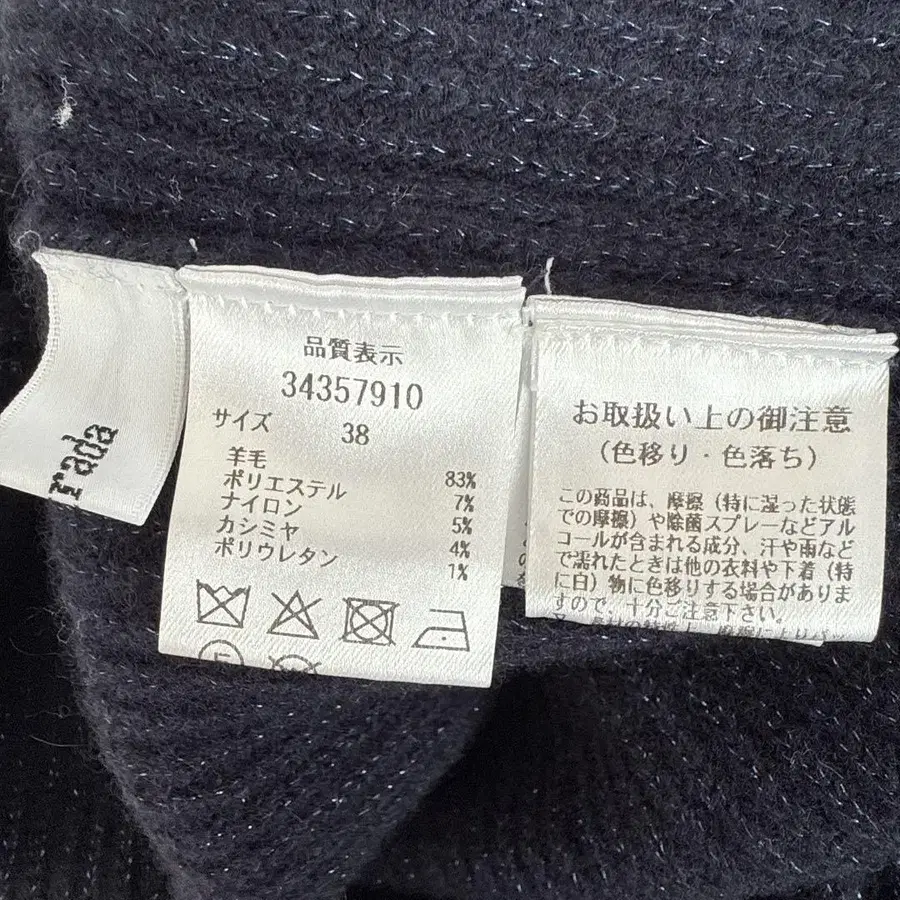 rada
品質表示
34357910
サイズ
38
羊毛 83%
ポリエステル 7%
ナイロン 5%
カシミヤ 4%
ポリウレタン 1%
お取扱い上の御注意
(色移り・色落ち)
この商品は、摩擦(特に湿った状態
での摩擦)や除菌スプレーなどアル
コールが含まれる成分、汗や雨など
で濡れたときは他の衣料や下着(特
に白)物に色移りする場合がありま
すので、十分ご注意下さい。